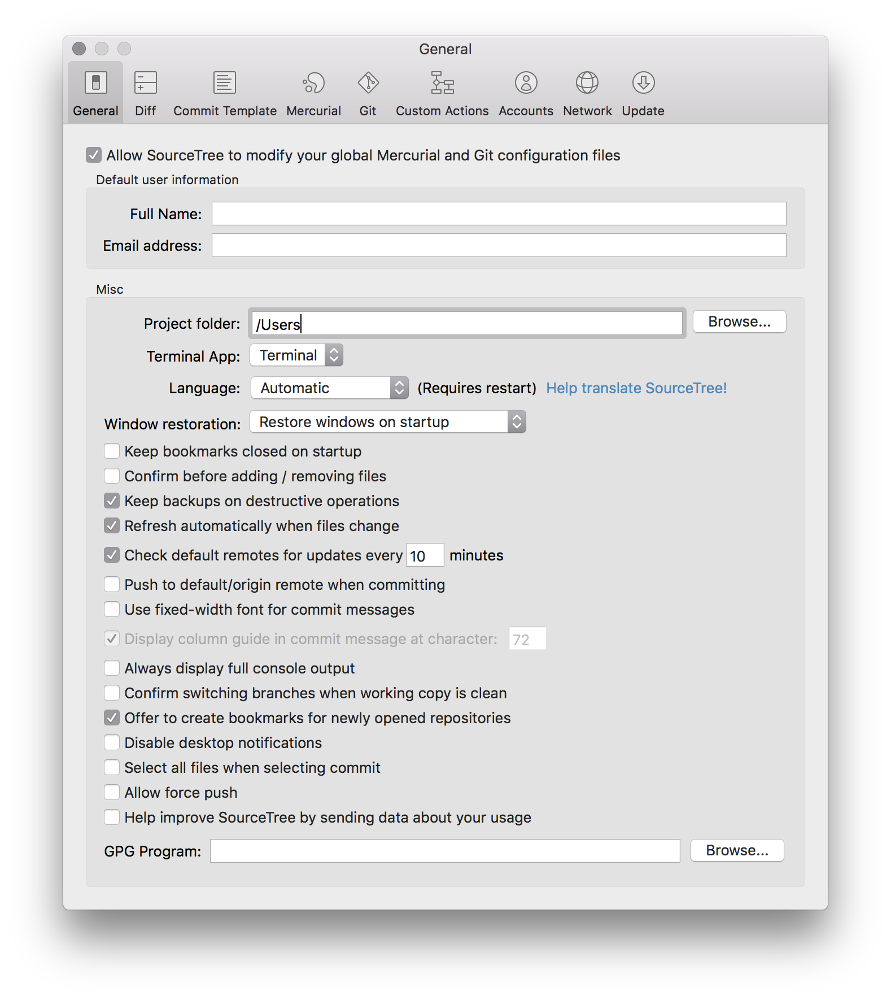 General
General Diff Commit Template Mercurial Git Custom Actions Accounts Network Update
Allow SourceTree to modify your global Mercurial and Git configuration files
Default user information
Full Name:
Email address:
Misc
Project folder: /Users Browse...
Terminal App: Terminal
Language: Automatic (Requires restart) Help translate SourceTree!
Window restoration: Restore windows on startup
Keep bookmarks closed on startup
Confirm before adding / removing files
Keep backups on destructive operations
Refresh automatically when files change
Check default remotes for updates every 10 minutes
Push to default/origin remote when committing
Use fixed-width font for commit messages
Display column guide in commit message at character: 72
Always display full console output
Confirm switching branches when working copy is clean
Offer to create bookmarks for newly opened repositories
Disable desktop notifications
Select all files when selecting commit
Allow force push
Help improve SourceTree by sending data about your usage
GPG Program: Browse...